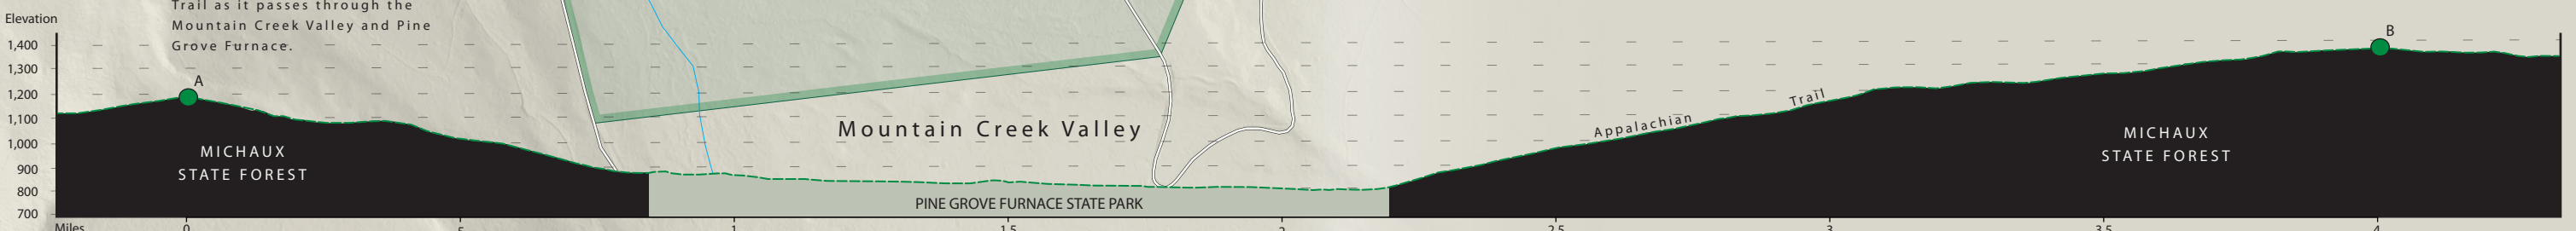 Trail as it passes through the
Mountain Creek Valley and Pine
Grove Furnace.
Elevation
1,400
1,300
1,200
1,100
1,000
900
800
700
A
B
MICHAUX
STATE FOREST
Mountain Creek Valley
Appalachian Trail
MICHAUX
STATE FOREST
PINE GROVE FURNACE STATE PARK
Miles 0 .5 1 1.5 2 2.5 3 3.5 4